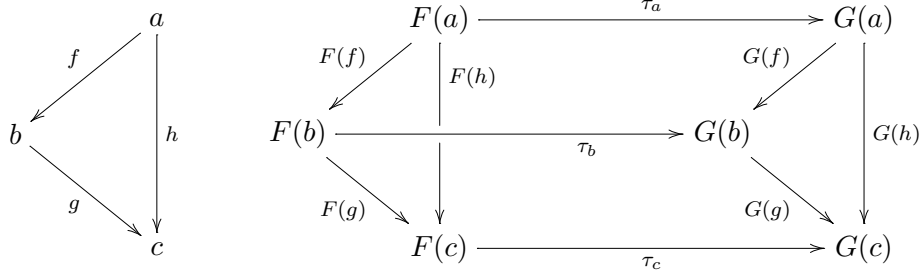 a F(a) τ_a G(a)
f F(f) F(h) G(f)
b h F(b) τ_b G(b) G(h)
g F(g) G(g)
c F(c) τ_c G(c)